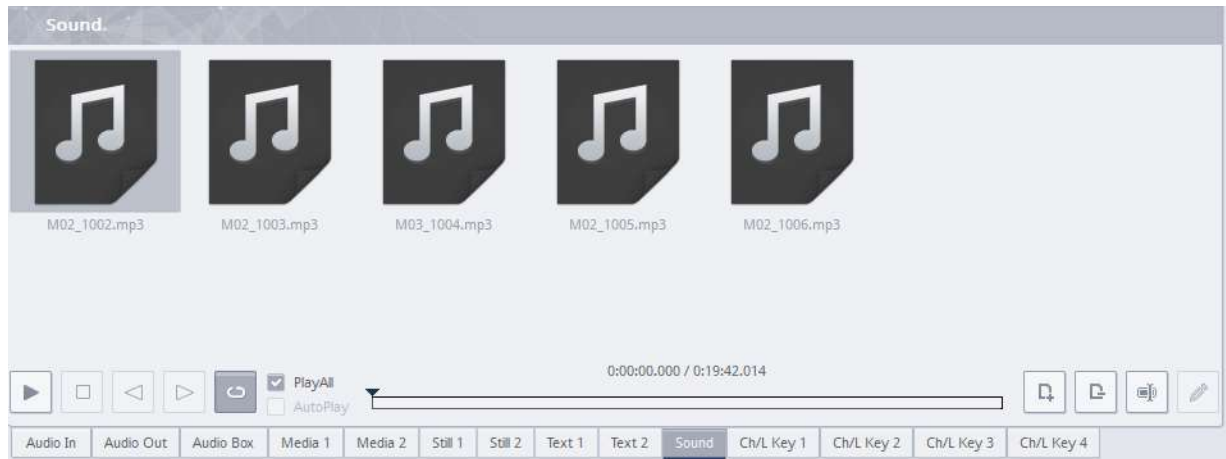 Sound.
M02_1002.mp3 M02_1003.mp3 M03_1004.mp3 M02_1005.mp3 M02_1006.mp3
0:00:00.000 / 0:19:42.014
PlayAll
AutoPlay
Audio In Audio Out Audio Box Media 1 Media 2 Still 1 Still 2 Text 1 Text 2 Sound Ch/L Key 1 Ch/L Key 2 Ch/L Key 3 Ch/L Key 4